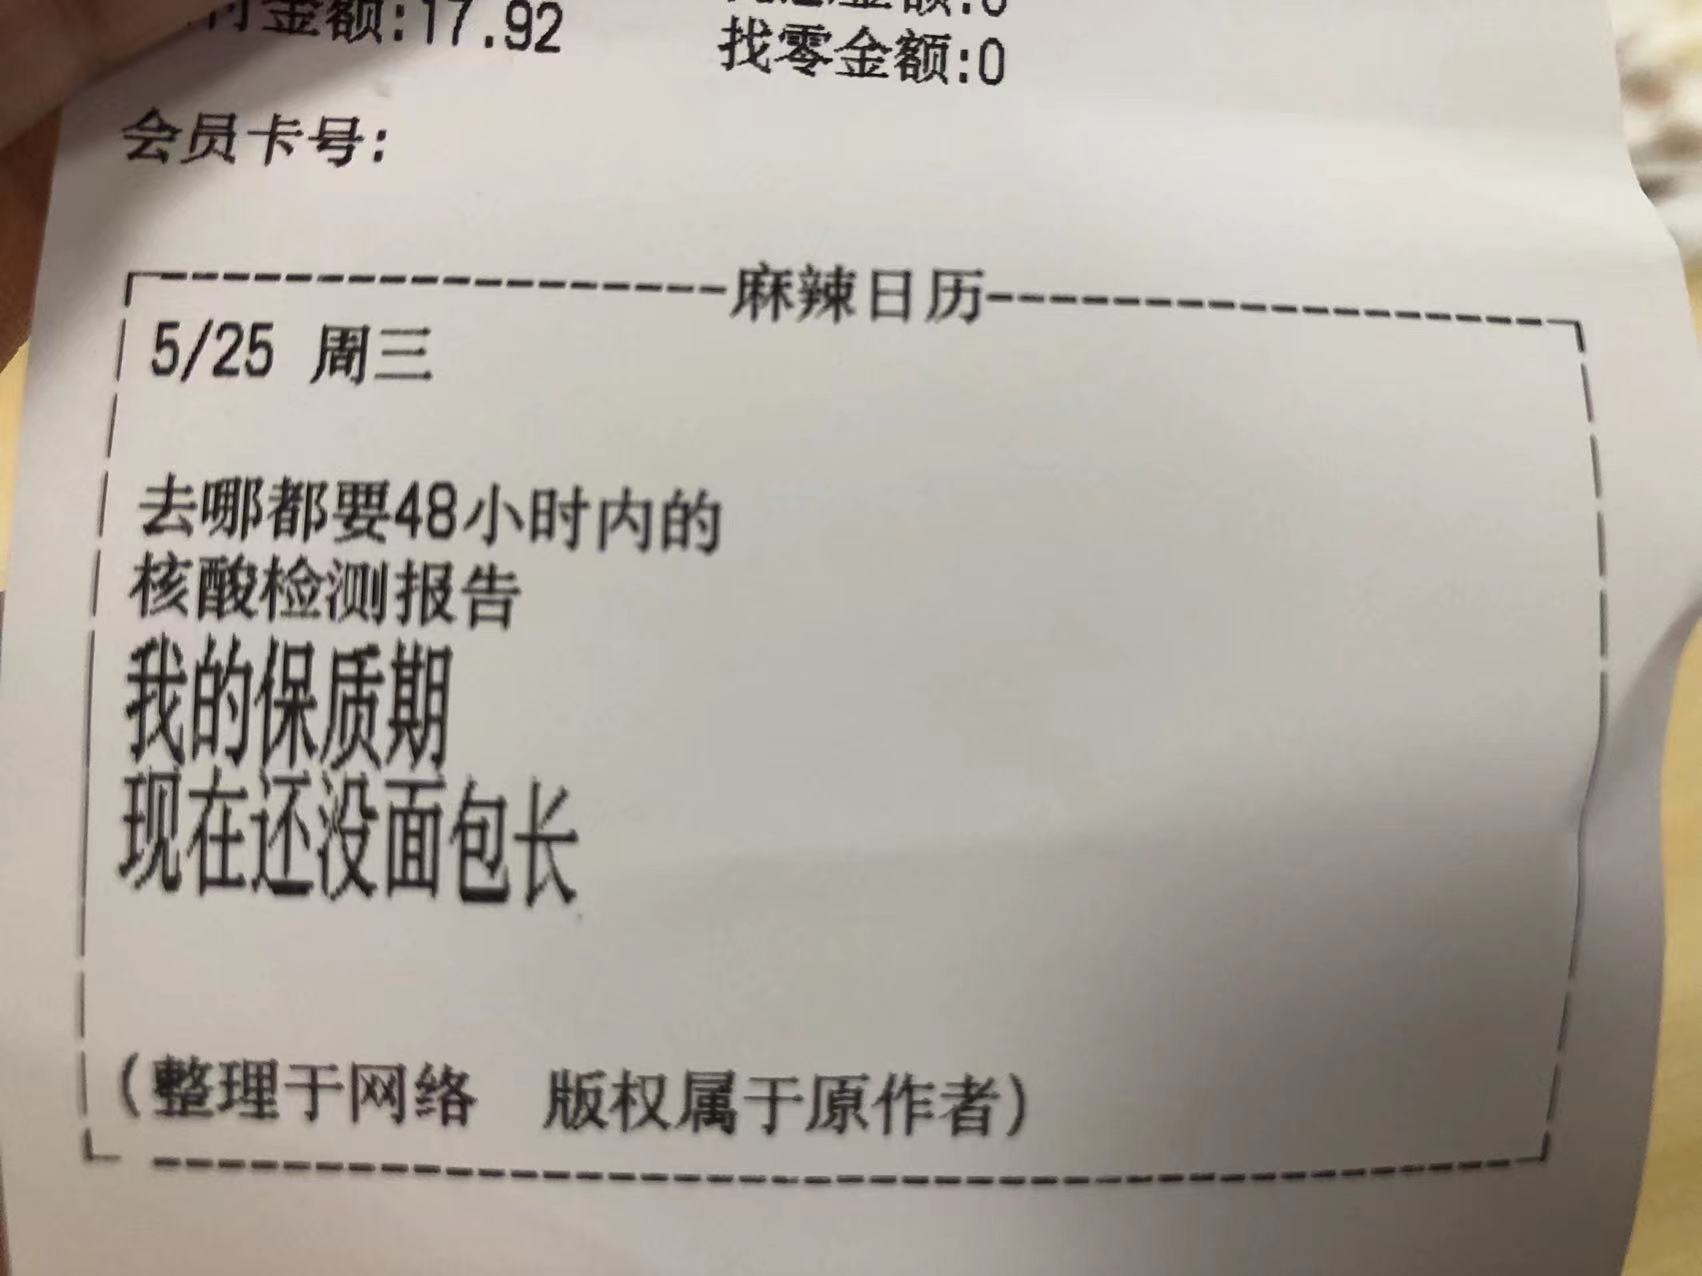 付金额:17.92
金额:0
找零金额:0
会员卡号:
麻辣日历
5/25 周三
去哪都要48小时内的
核酸检测报告
我的保质期
现在还没面包长
(整理于网络 版权属于原作者)